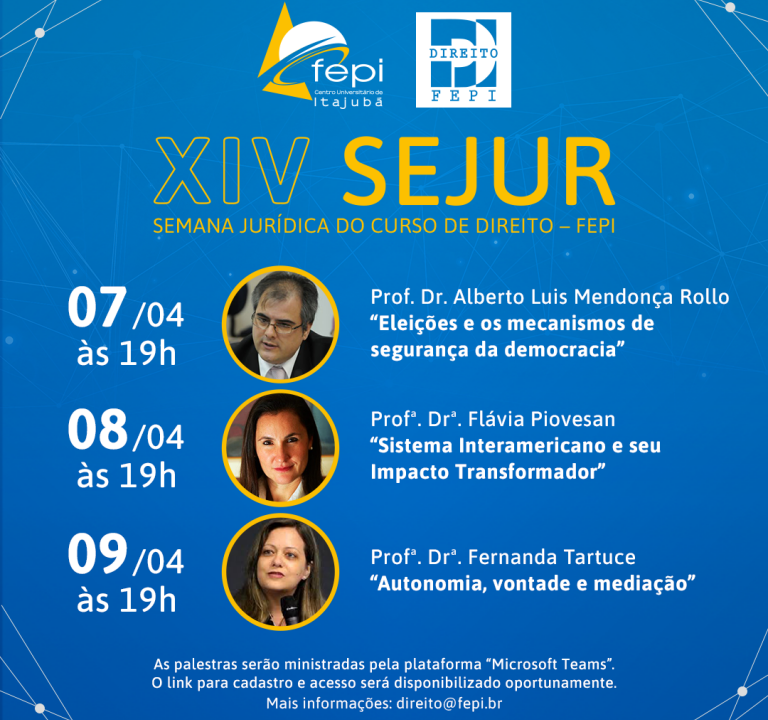 fepi
Centro Universitário de
Itajubá
DIREITO
FEPI
XIV SEJUR
SEMANA JURÍDICA DO CURSO DE DIREITO – FEPI
07/04
às 19h
Prof. Dr. Alberto Luis Mendonça Rollo
“Eleições e os mecanismos de
segurança da democracia”
08/04
às 19h
Profª. Drª. Flávia Piovesan
“Sistema Interamericano e seu
Impacto Transformador”
09/04
às 19h
Profª. Drª. Fernanda Tartuce
“Autonomia, vontade e mediação”
As palestras serão ministradas pela plataforma “Microsoft Teams”.
O link para cadastro e acesso será disponibilizado oportunamente.
Mais informações: direito@fepi.br